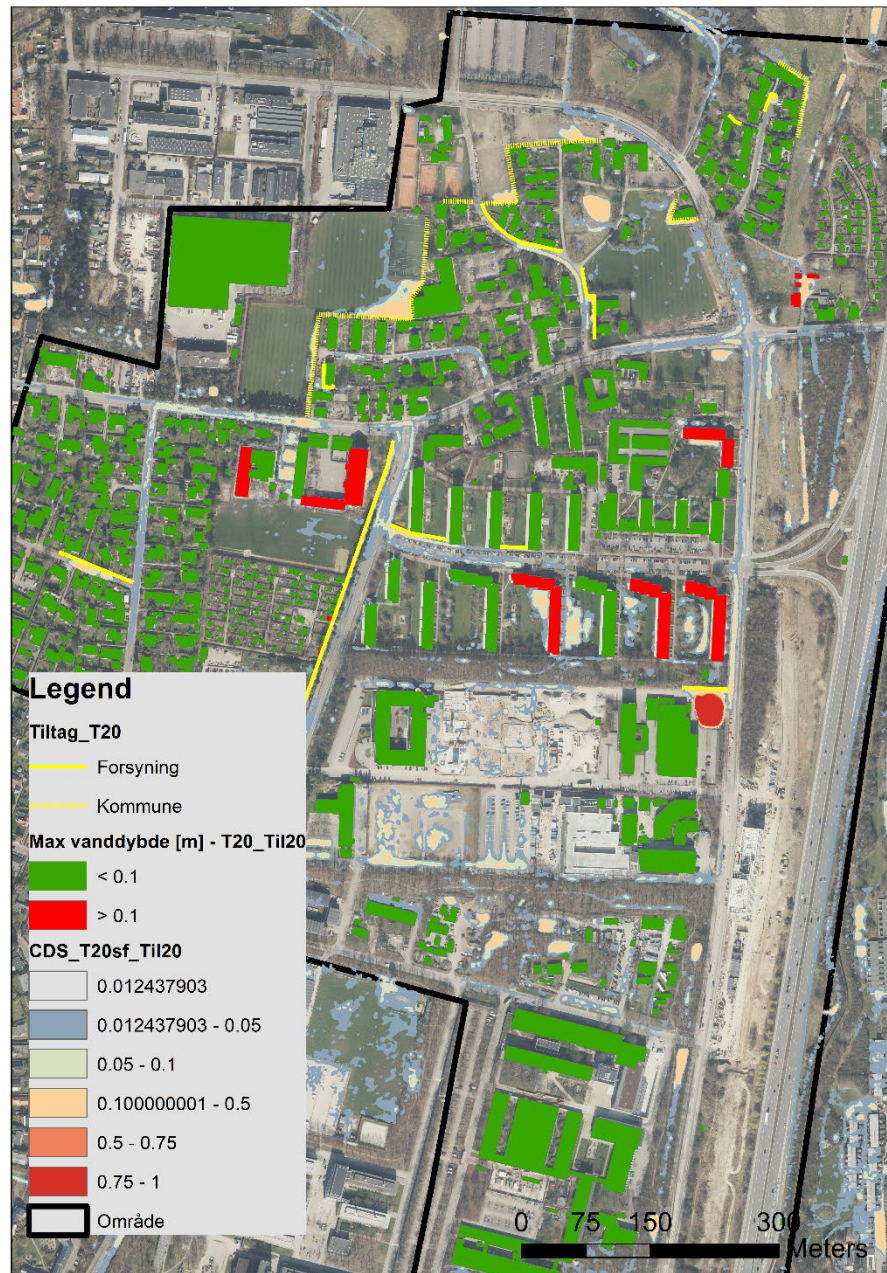 Legend
Tiltag_T20
Forsyning
Kommune
Max vanddybde [m] - T20_Til20
< 0.1
> 0.1
CDS_T20sf_Til20
0.012437903
0.012437903 - 0.05
0.05 - 0.1
0.100000001 - 0.5
0.5 - 0.75
0.75 - 1
Område
0 75 150 300
Meters